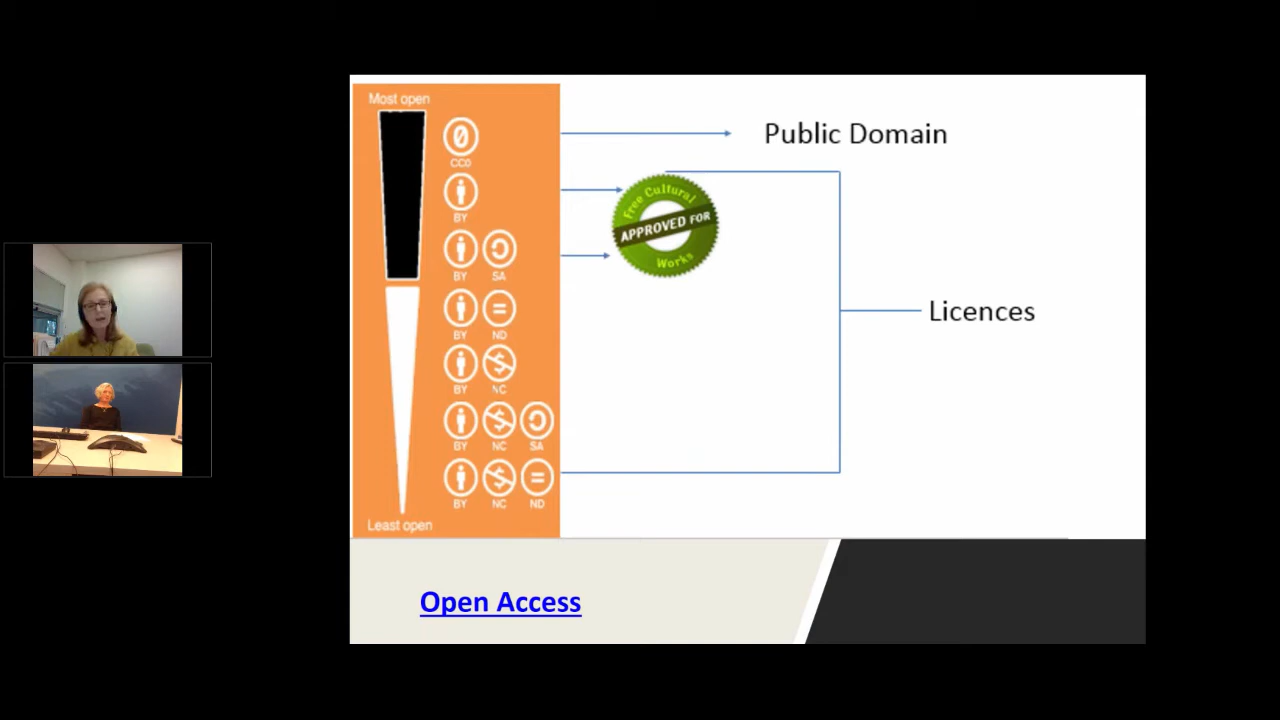 Most open
CC0
Public Domain
BY
Free Cultural
APPROVED FOR
Works
BY SA
BY ND
Licences
BY NC
BY NC SA
BY NC ND
Least open
Open Access